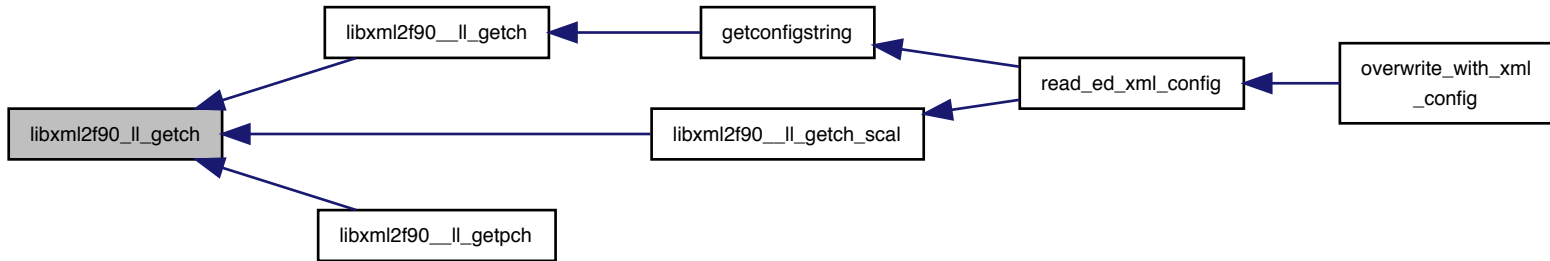 libxml2f90__ll_getch
getconfigstring
overwrite_with_xml
_config
read_ed_xml_config
libxml2f90_ll_getch
libxml2f90__ll_getch_scal
libxml2f90__ll_getpch